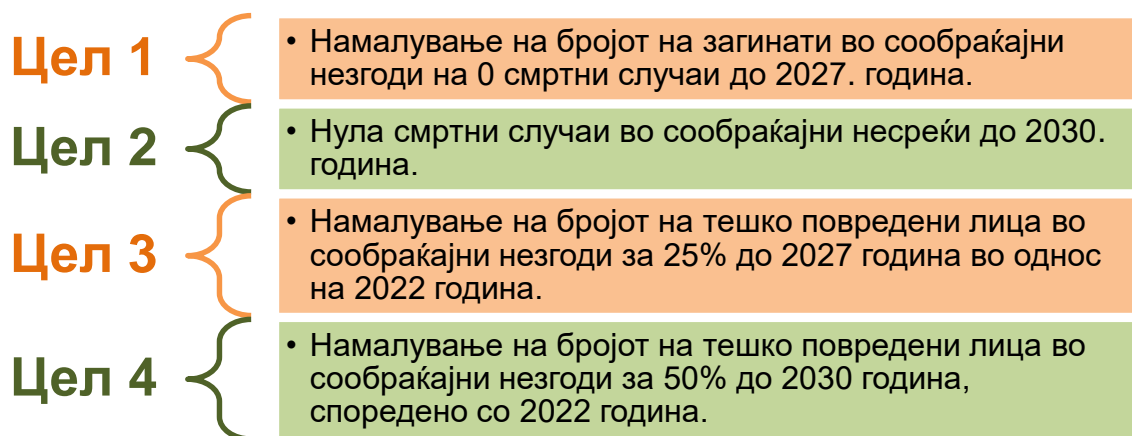 Цел 1
• Намалување на бројот на загинати во сообраќајни
незгоди на 0 смртни случаи до 2027. година.
Цел 2
• Нула смртни случаи во сообраќајни несреќи до 2030.
година.
Цел 3
• Намалување на бројот на тешко повредени лица во
сообраќајни незгоди за 25% до 2027 година во однос
на 2022 година.
Цел 4
• Намалување на бројот на тешко повредени лица во
сообраќајни незгоди за 50% до 2030 година,
споредено со 2022 година.